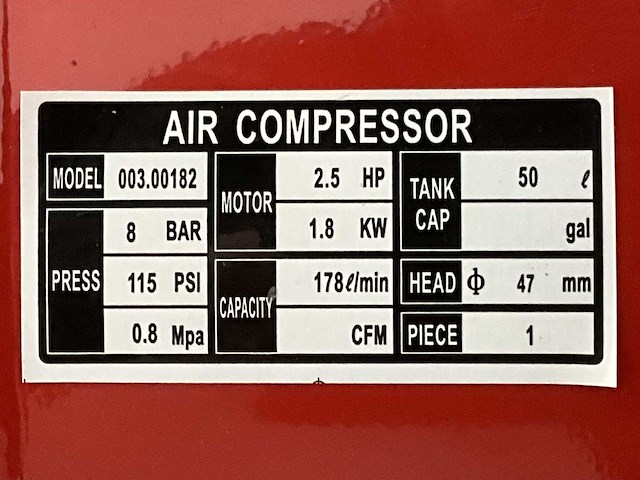 AIR COMPRESSOR
MODEL 003.00182
PRESS
8 BAR
115 PSI
0.8 Mpa
MOTOR
2.5 HP
1.8 KW
CAPACITY
178ℓ/min
CFM
TANK
CAP
50 ℓ
gal
HEAD ϕ 47 mm
PIECE 1